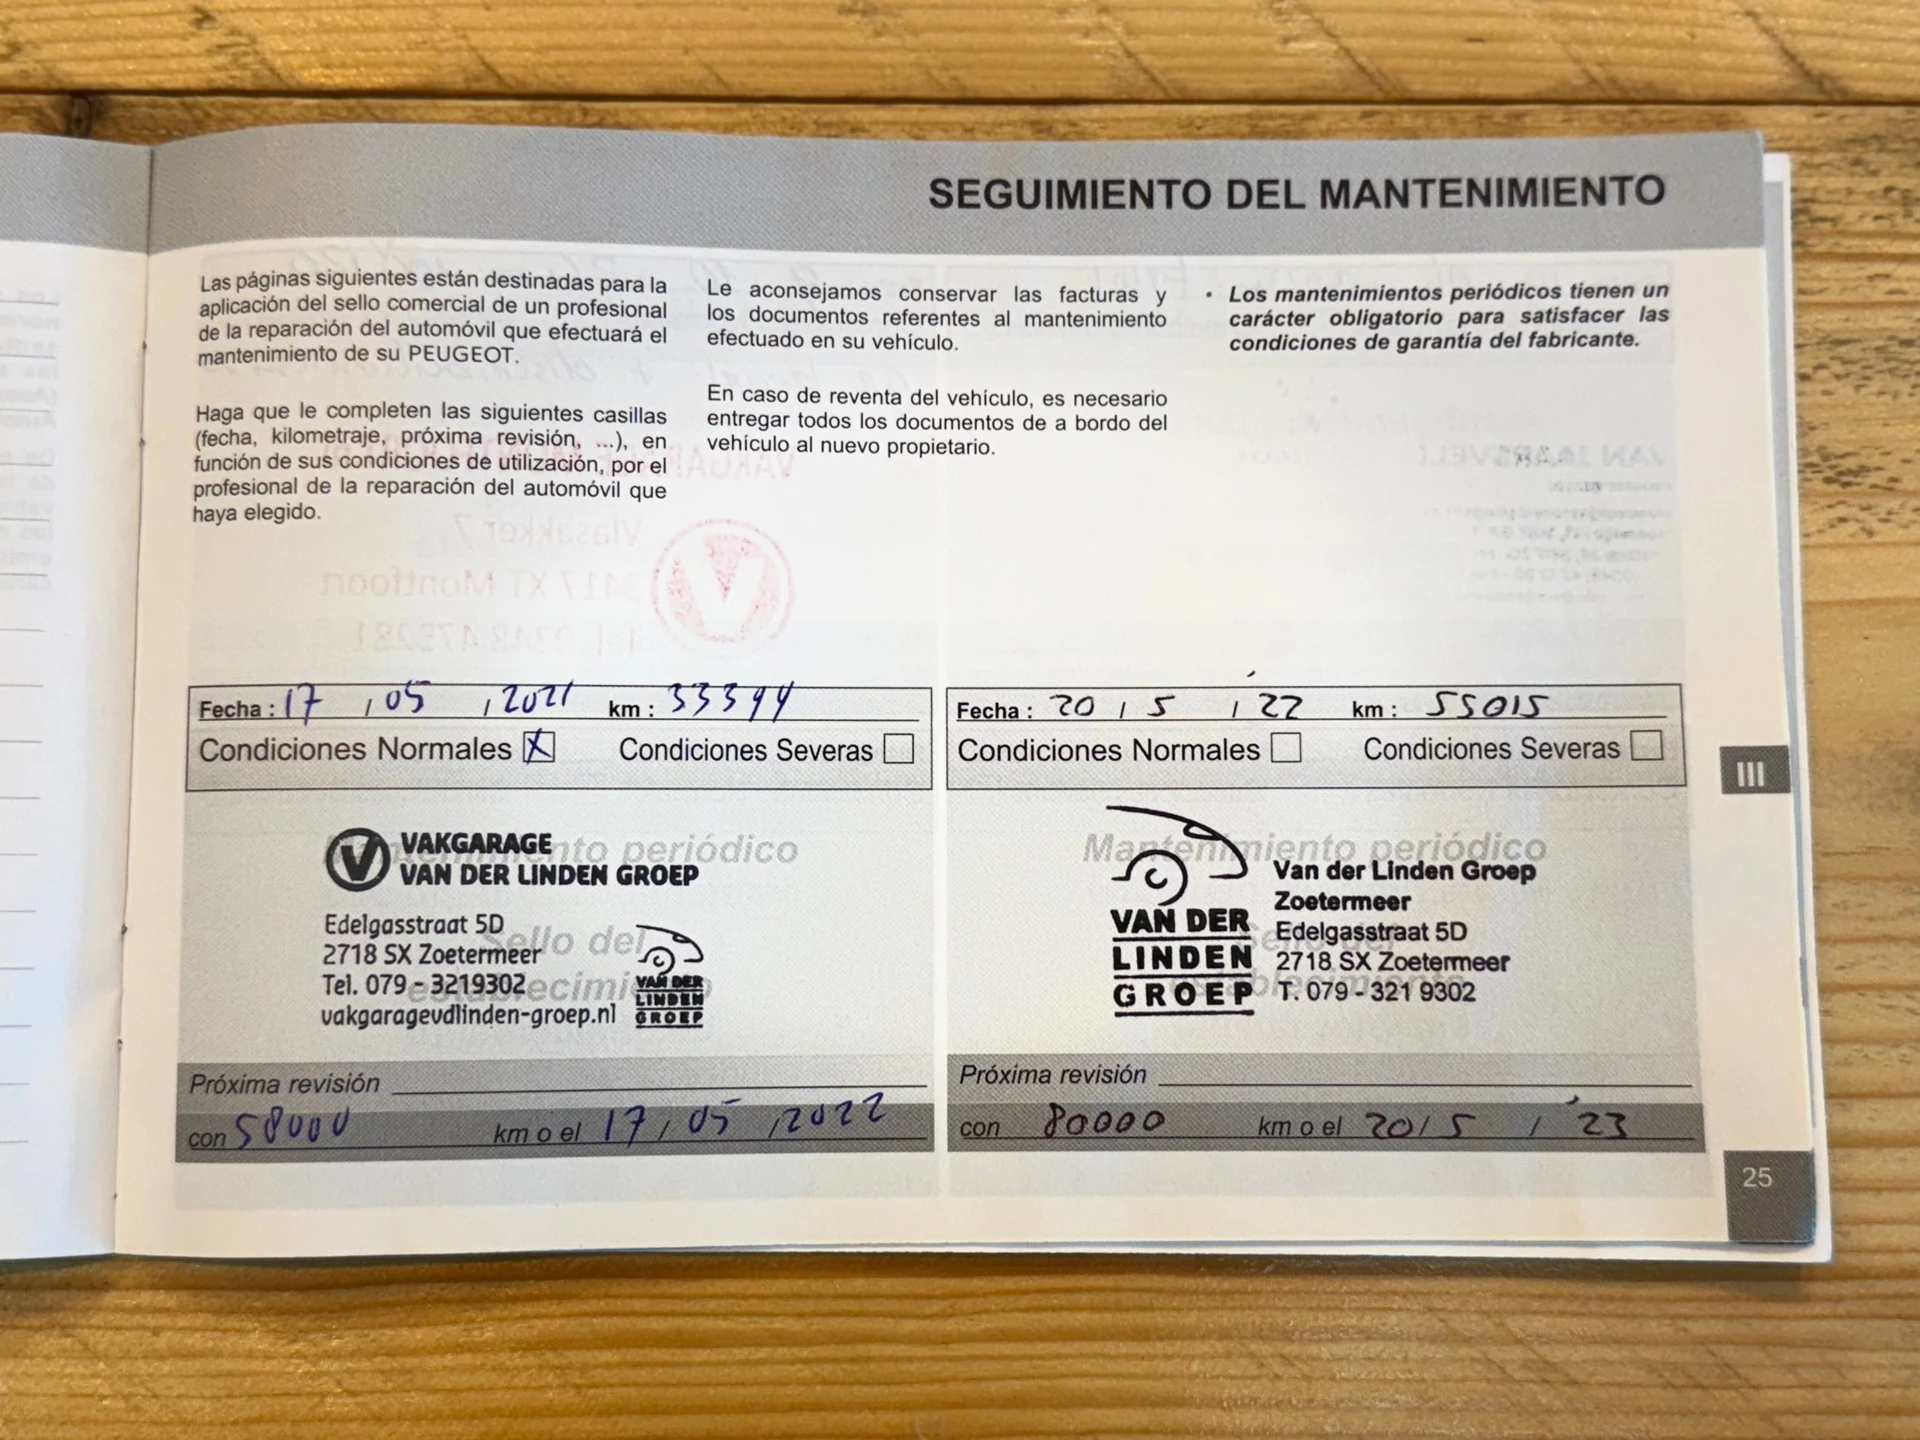 SEGUIMIENTO DEL MANTENIMIENTO
Las páginas siguientes están destinadas para la
aplicación del sello comercial de un profesional
de la reparación del automóvil que efectuará el
mantenimiento de su PEUGEOT.
Haga que le completen las siguientes casillas
(fecha, kilometraje, próxima revisión, ...), en
función de sus condiciones de utilización, por el
profesional de la reparación del automóvil que
haya elegido.
Le aconsejamos conservar las facturas y
los documentos referentes al mantenimiento
efectuado en su vehículo.
En caso de reventa del vehículo, es necesario
entregar todos los documentos de a bordo del
vehículo al nuevo propietario.
• Los mantenimientos periódicos tienen un
carácter obligatorio para satisfacer las
condiciones de garantía del fabricante.
Fecha : 17 / 05 / 2021 km :
Condiciones Normales X Condiciones Severas
Mantenimiento periódico
VAKGARAGE
VAN DER LINDEN GROEP
Sello del
establecimiento
Edelgasstraat 5D
2718 SX Zoetermeer
Tel. 079 - 3219302
vakgaragevdlinden-groep.nl
VAN DER
LINDEN
GROEP
Próxima revisión
con 58000 km o el 17 / 05 / 2022
Fecha : 20 / 5 / 22 km : 55015
Condiciones Normales Condiciones Severas
Mantenimiento periódico
VAN DER
LINDEN
GROEP
Van der Linden Groep
Zoetermeer
Edelgasstraat 5D
2718 SX Zoetermeer
T. 079 - 321 9302
Sello del
establecimiento
Próxima revisión
con 80000 km o el 20 / 5 / '23
III
25